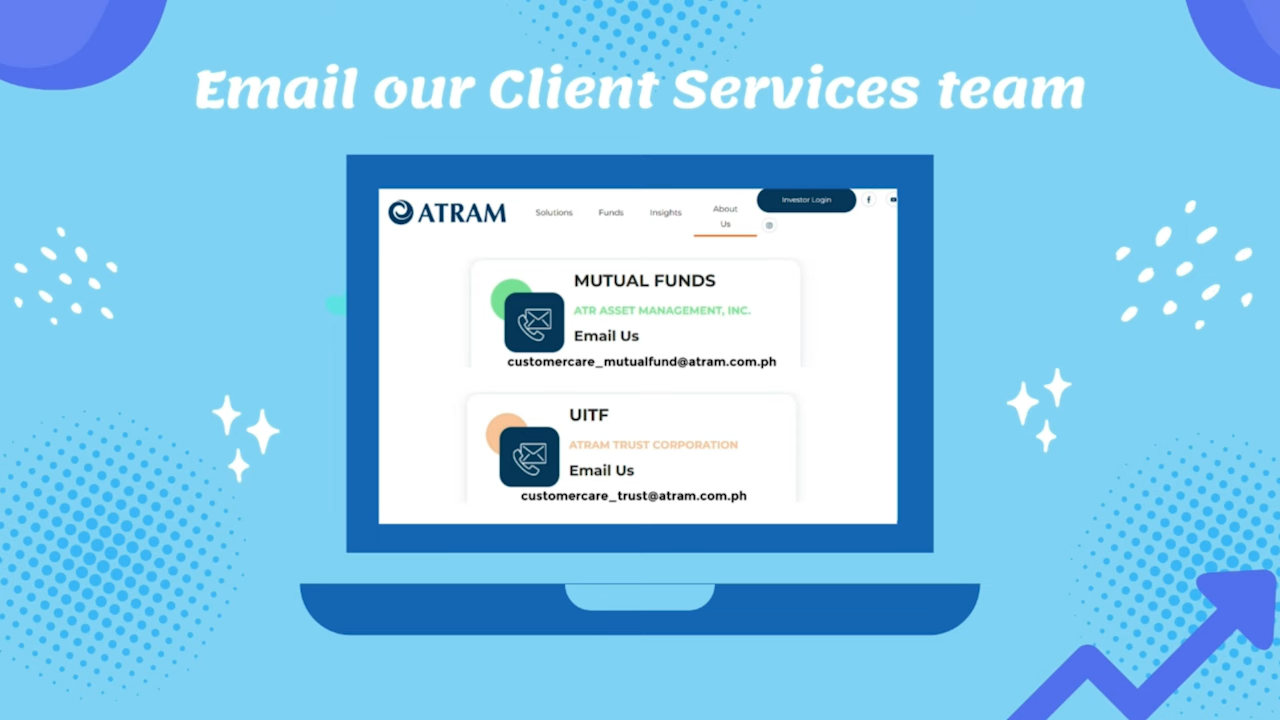 Email our Client Services team
ATRAM
Solutions
Funds
Insights
About
Us
Investor Login
MUTUAL FUNDS
ATR ASSET MANAGEMENT, INC.
Email Us
customercare_mutualfund@atram.com.ph
UITF
ATRAM TRUST CORPORATION
Email Us
customercare_trust@atram.com.ph